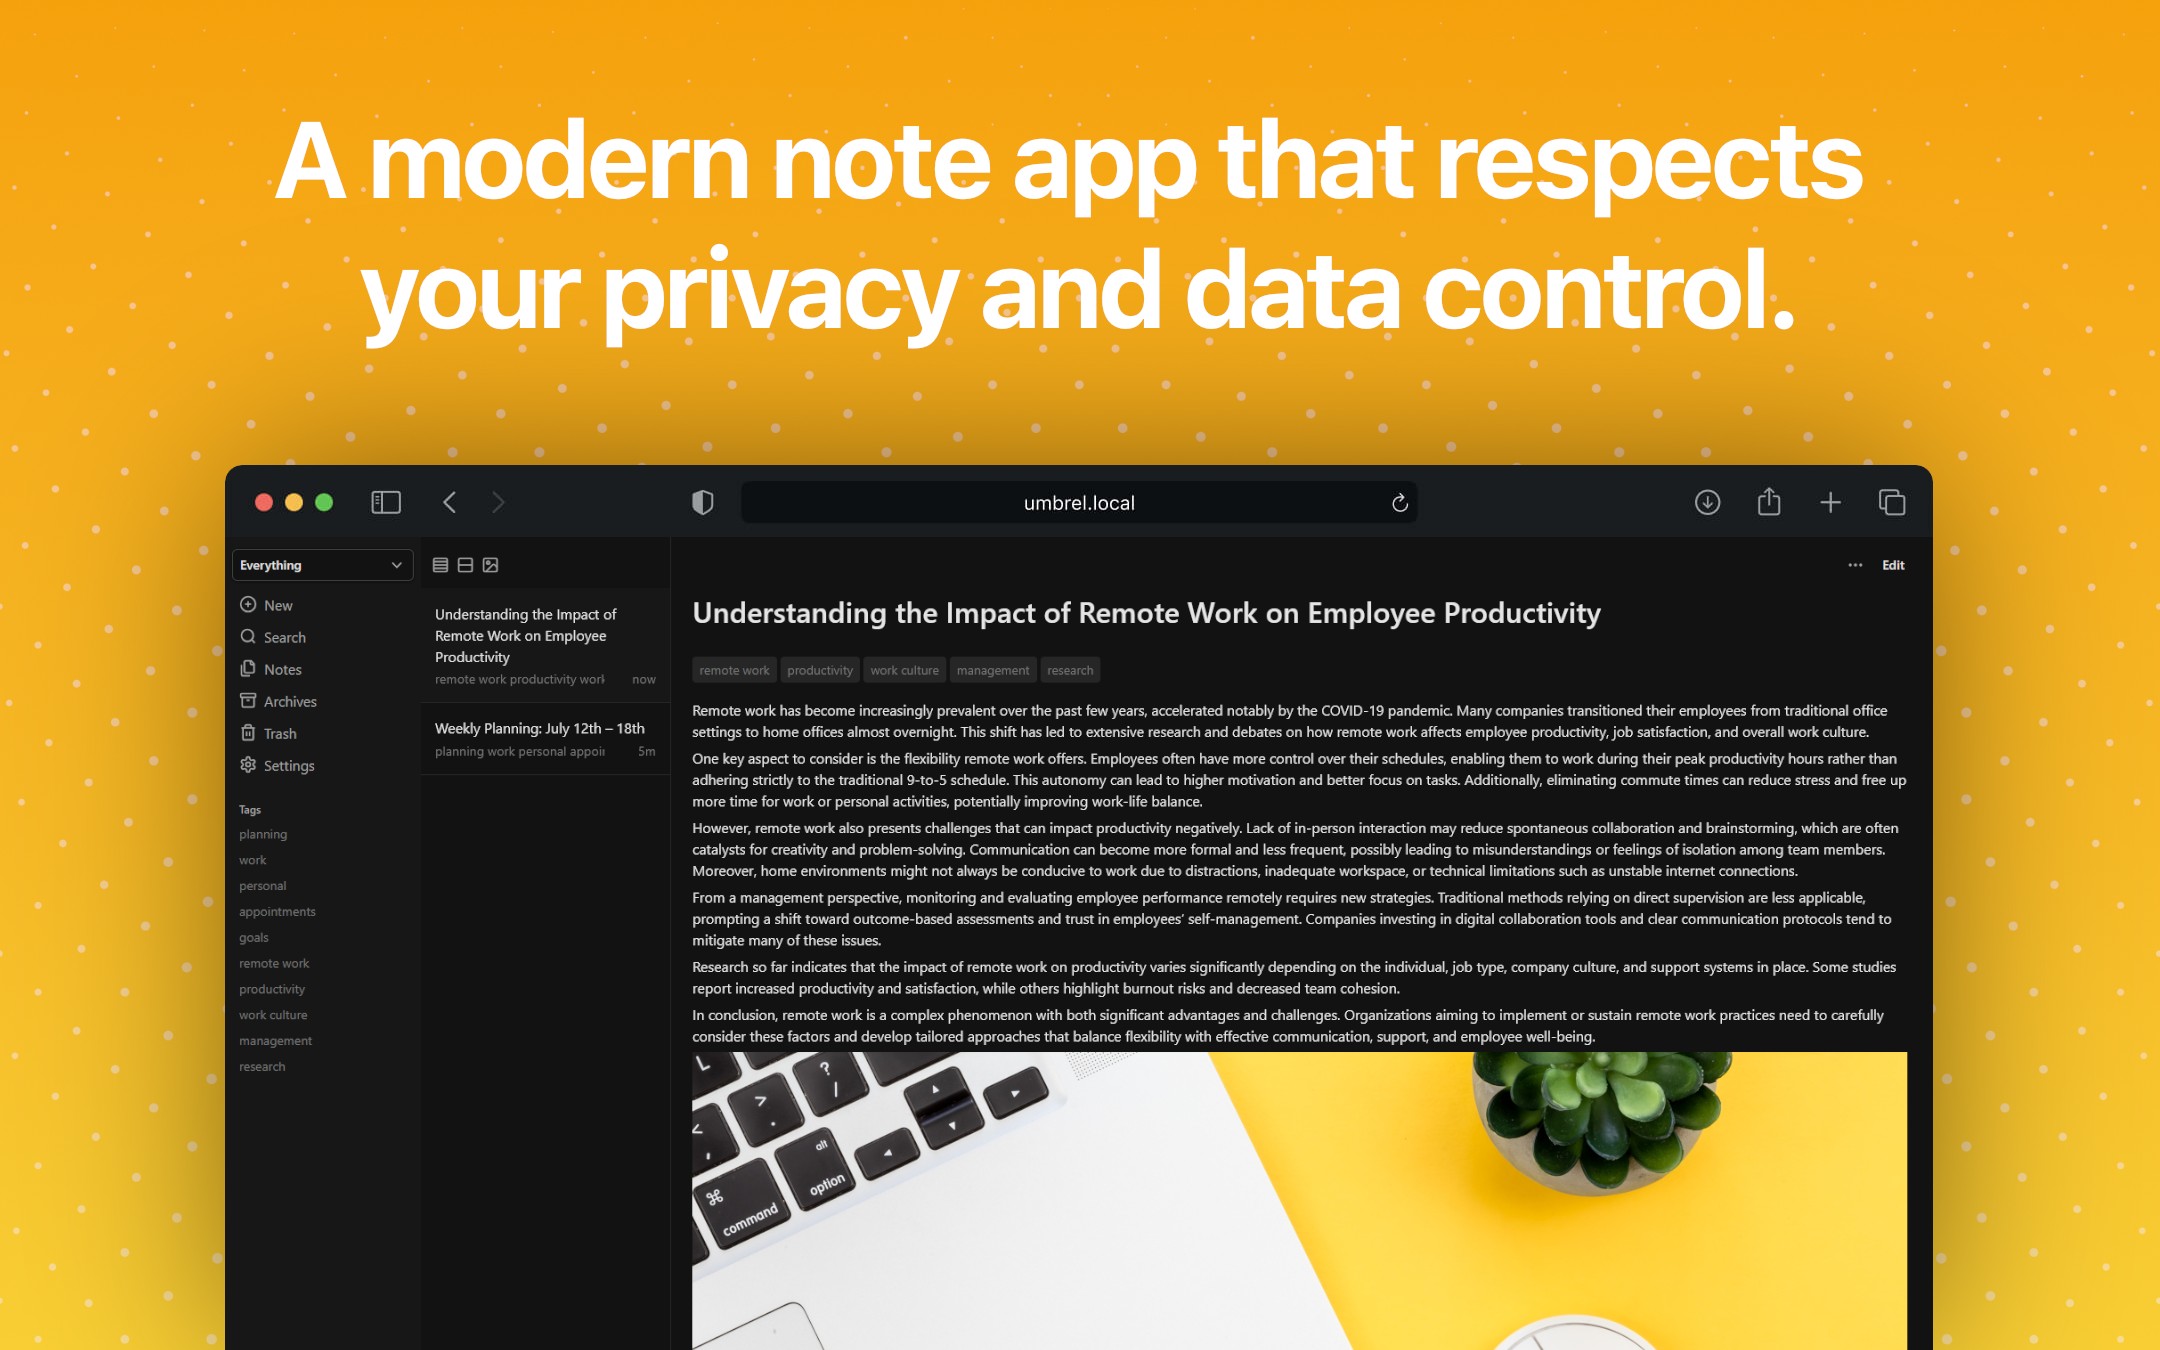 A modern note app that respects
your privacy and data control.
umbrel.local
Everything
New
Search
Notes
Archives
Trash
Settings
Tags
planning
work
personal
appointments
goals
remote work
productivity
work culture
management
research
Understanding the Impact of
Remote Work on Employee
Productivity
remote work productivity work now
Weekly Planning: July 12th – 18th
planning work personal 5m
Edit
Understanding the Impact of Remote Work on Employee Productivity
remote work productivity work culture management research
Remote work has become increasingly prevalent over the past few years, accelerated notably by the COVID-19 pandemic. Many companies transitioned their employees from traditional office
settings to home offices almost overnight. This shift has led to extensive research and debates on how remote work affects employee productivity, job satisfaction, and overall work culture.
One key aspect to consider is the flexibility remote work offers. Employees often have more control over their schedules, enabling them to work during their peak productivity hours rather than
adhering strictly to the traditional 9-to-5 schedule. This autonomy can lead to higher motivation and better focus on tasks. Additionally, eliminating commute times can reduce stress and free up
more time for work or personal activities, potentially improving work-life balance.
However, remote work also presents challenges that can impact productivity negatively. Lack of in-person interaction may reduce spontaneous collaboration and brainstorming, which are often
catalysts for creativity and problem-solving. Communication can become more formal and less frequent, possibly leading to misunderstandings or feelings of isolation among team members.
Moreover, home environments might not always be conducive to work due to distractions, inadequate workspace, or technical limitations such as unstable internet connections.
From a management perspective, monitoring and evaluating employee performance remotely requires new strategies. Traditional methods relying on direct supervision are less applicable,
prompting a shift toward outcome-based assessments and trust in employees’ self-management. Companies investing in digital collaboration tools and clear communication protocols tend to
mitigate many of these issues.
Research so far indicates that the impact of remote work on productivity varies significantly depending on the individual, job type, company culture, and support systems in place. Some studies
report increased productivity and satisfaction, while others highlight burnout risks and decreased team cohesion.
In conclusion, remote work is a complex phenomenon with both significant advantages and challenges. Organizations aiming to implement or sustain remote work practices need to carefully
consider these factors and develop tailored approaches that balance flexibility with effective communication, support, and employee well-being.
L
? /
> .
< ,
alt
option
⌘
command